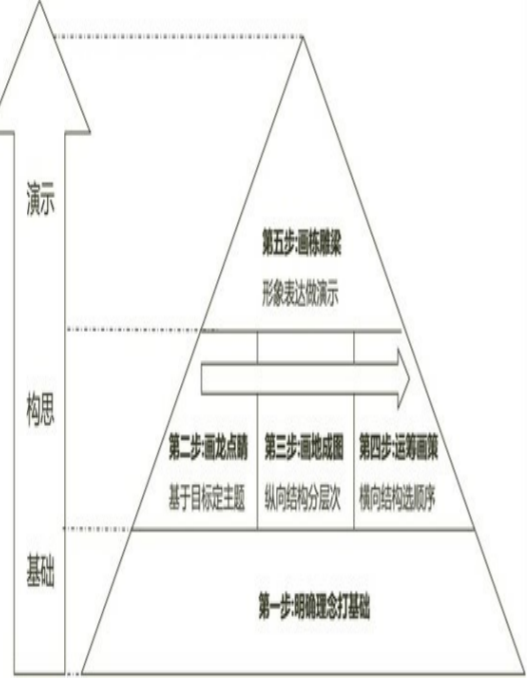 演示
第五步:画栋雕梁
形象表达做演示
构思
第二步:画龙点睛
基于目标定主题
第三步:画地成图
纵向结构分层次
第四步:运筹画策
横向结构选顺序
基础
第一步:明确理念打基础